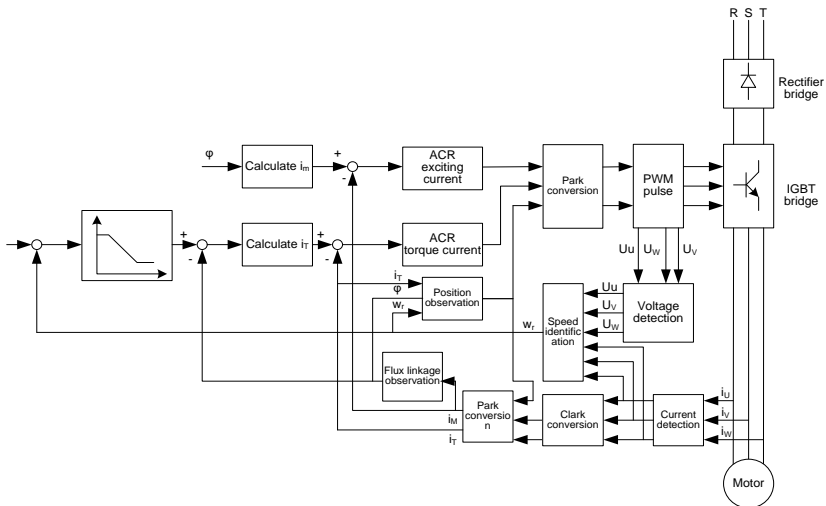 R S T
Rectifier
bridge
φ
Calculate im
+
-
ACR
exciting
current
Park
conversion
PWM
pulse
IGBT
bridge
+
-
Calculate iT
+
-
ACR
torque current
Uu UW UV
iT
φ
wr
Position
observation
wr
Speed
identific
ation
Uu
UV
UW
Voltage
detection
Flux linkage
observation
iM
iT
Park
conversio
n
Clark
conversion
Current
detection
iU
iV
iW
Motor